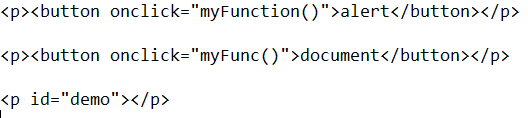 <p><button onclick="myFunction()">alert</button></p>
<p><button onclick="myFunc()">document</button></p>
<p id="demo"></p>